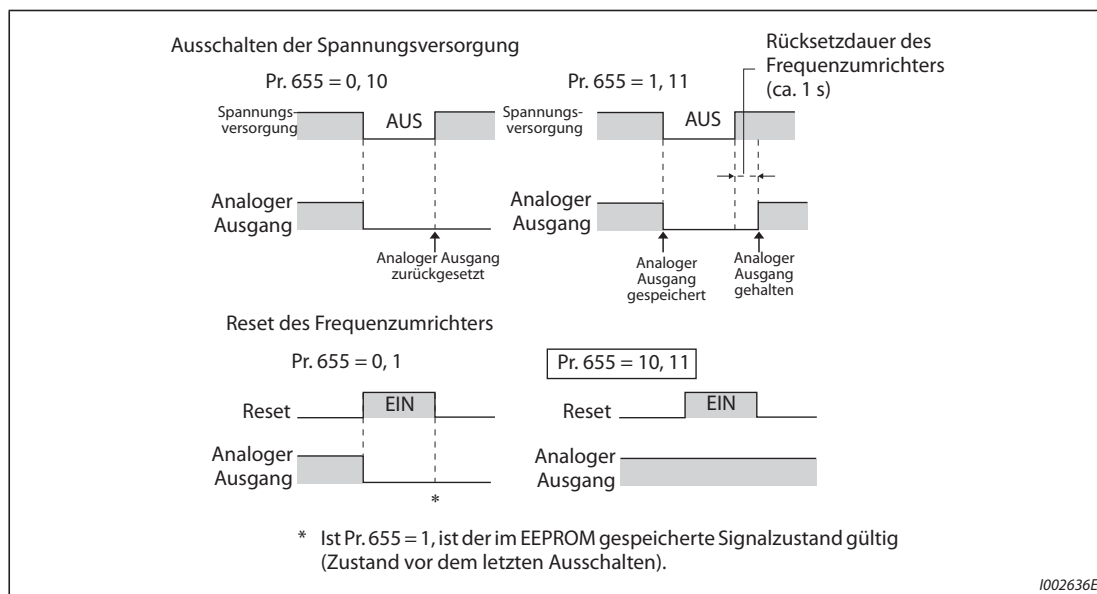 Ausschalten der Spannungsversorgung
Pr. 655 = 0, 10
Spannungs-
versorgung
AUS
Analoger
Ausgang
Analoger Ausgang
zurückgesetzt
Pr. 655 = 1, 11
Rücksetzdauer des
Frequenzumrichters
(ca. 1 s)
Spannungs-
versorgung
AUS
Analoger
Ausgang
Analoger
Ausgang
gespeichert
Analoger
Ausgang
gehalten
Reset des Frequenzumrichters
Pr. 655 = 0, 1
Reset
EIN
Analoger
Ausgang
*
Pr. 655 = 10, 11
Reset
EIN
Analoger
Ausgang
* Ist Pr. 655 = 1, ist der im EEPROM gespeicherte Signalzustand gültig
(Zustand vor dem letzten Ausschalten).
I002636E